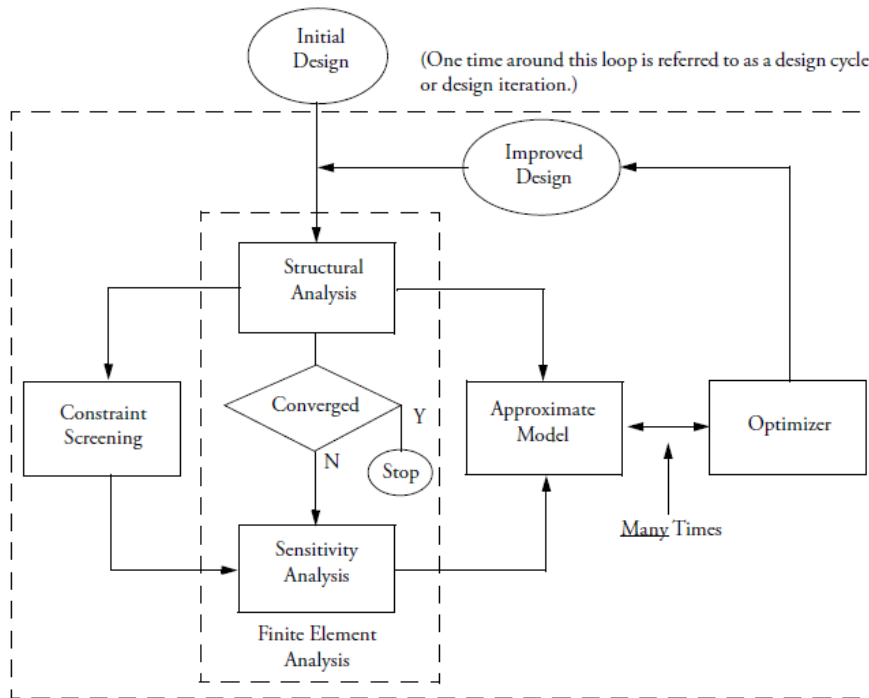 Initial
Design
(One time around this loop is referred to as a design cycle
or design iteration.)
Improved
Design
Structural
Analysis
Constraint
Screening
Converged
Y
N
Stop
Approximate
Model
Optimizer
Many Times
Sensitivity
Analysis
Finite Element
Analysis